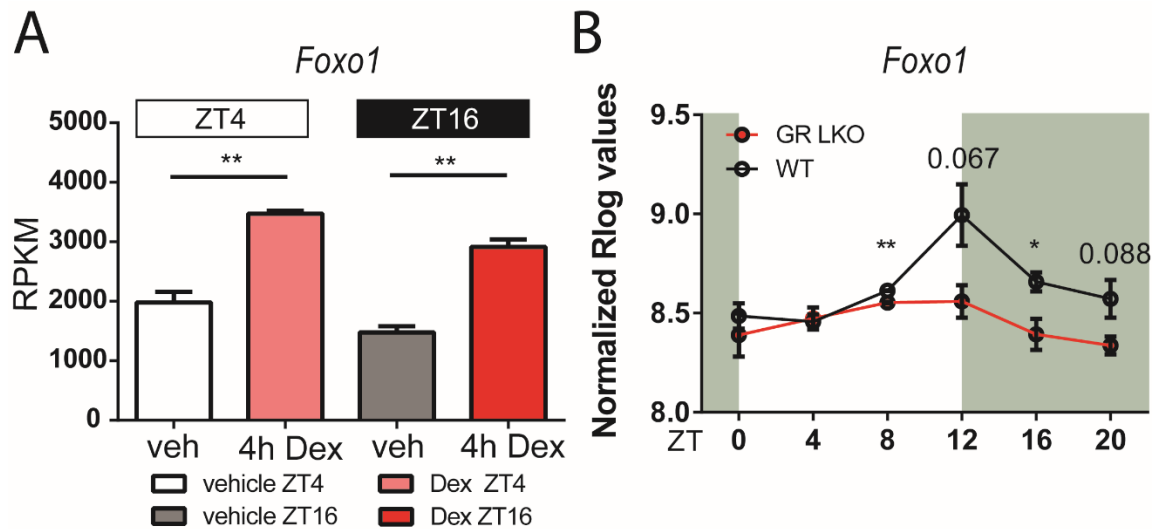 A
Foxo1
ZT4
ZT16
**
**
RPKM
5000
4000
3000
2000
1000
0
veh
4h Dex
veh
4h Dex
vehicle ZT4
Dex ZT4
vehicle ZT16
Dex ZT16
B
Foxo1
Normalized Rlog values
9.5
9.0
8.5
8.0
GR LKO
WT
**
0.067
*
0.088
ZT
0
4
8
12
16
20